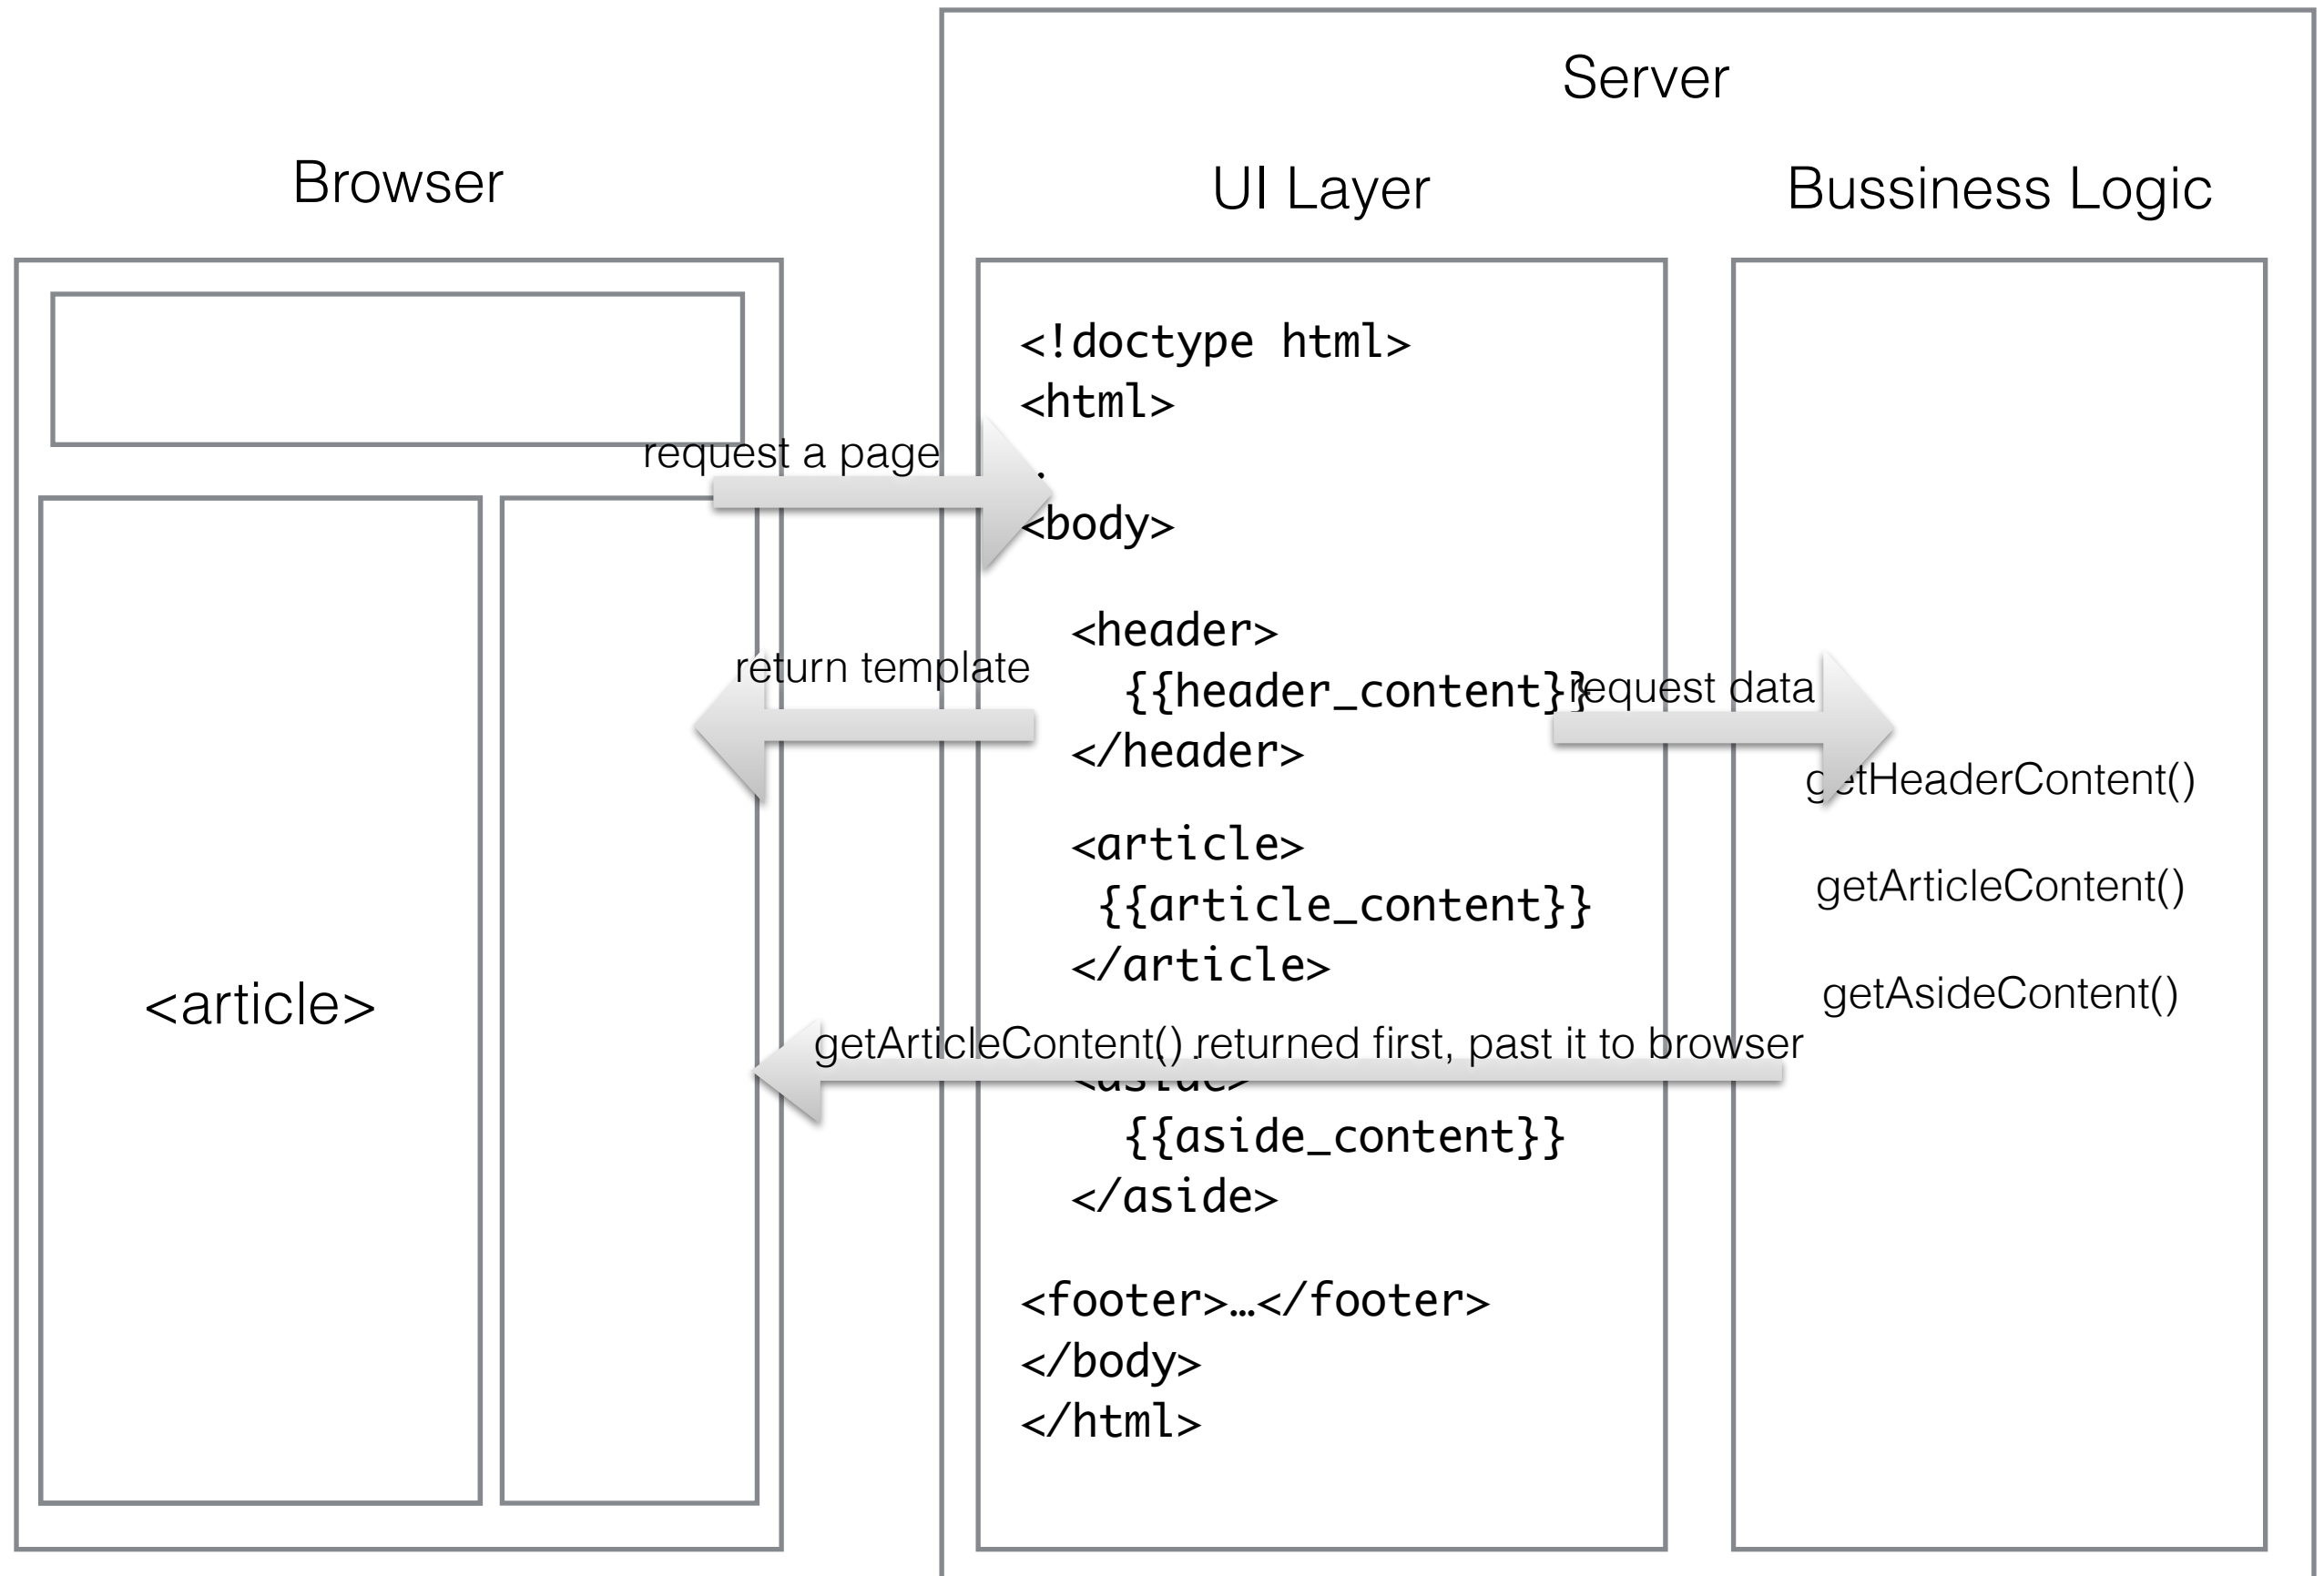 Server
Browser
UI Layer
Bussiness Logic
<!doctype html>
<html>
request a page
<body>
<header>
return template
{{header_content}}
request data
</header>
getHeaderContent()
<article>
getArticleContent()
{{article_content}}
</article>
getAsideContent()
<article>
getArticleContent() returned first, past it to browser
<aside>
{{aside_content}}
</aside>
<footer>…</footer>
</body>
</html>